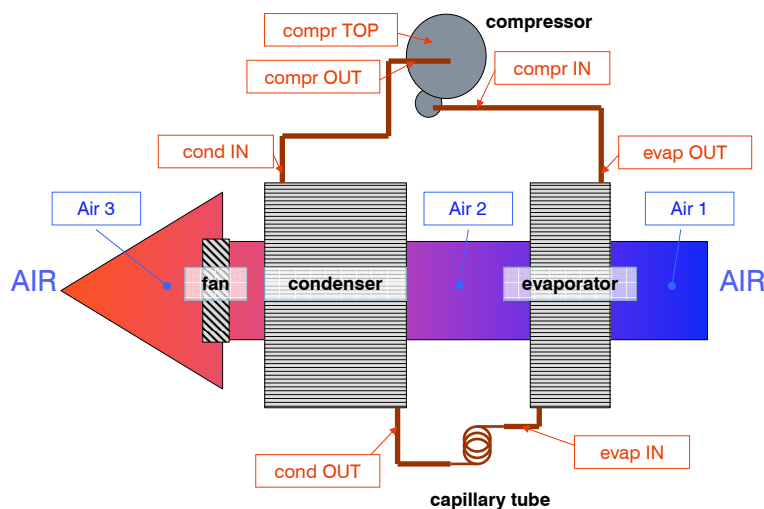 compressor
compr TOP
compr OUT
compr IN
cond IN
evap OUT
Air 3
Air 2
Air 1
AIR
fan
condenser
evaporator
AIR
cond OUT
evap IN
capillary tube